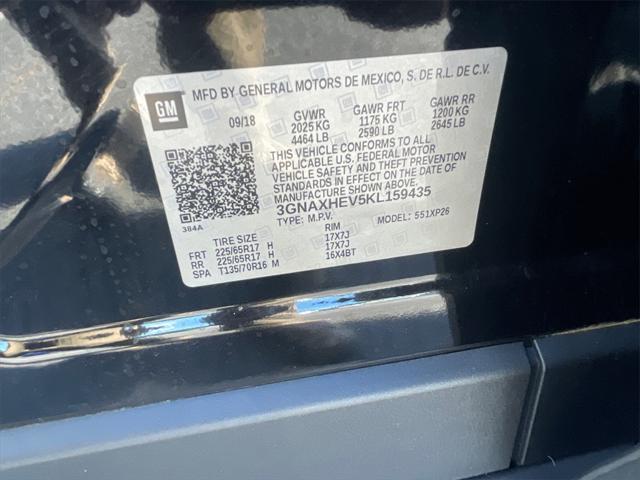 MFD BY GENERAL MOTORS DE MEXICO, S. DE R.L. DE C.V.
GM
09/18 GVWR GAWR FRT GAWR RR
2025 KG 1175 KG 1200 KG
4464 LB 2590 LB 2645 LB
THIS VEHICLE CONFORMS TO ALL
APPLICABLE U.S. FEDERAL MOTOR
VEHICLE SAFETY AND THEFT PREVENTION
STANDARDS IN EFFECT ON THE DATE OF
MANUFACTURE SHOWN ABOVE.
3GNAXHEV5KL159435
384A
TYPE: M.P.V. MODEL: 551XP26
TIRE SIZE RIM
FRT 225/65R17 H 17X7J
RR 225/65R17 H 17X7J
SPA T135/70R16 M 16X4BT